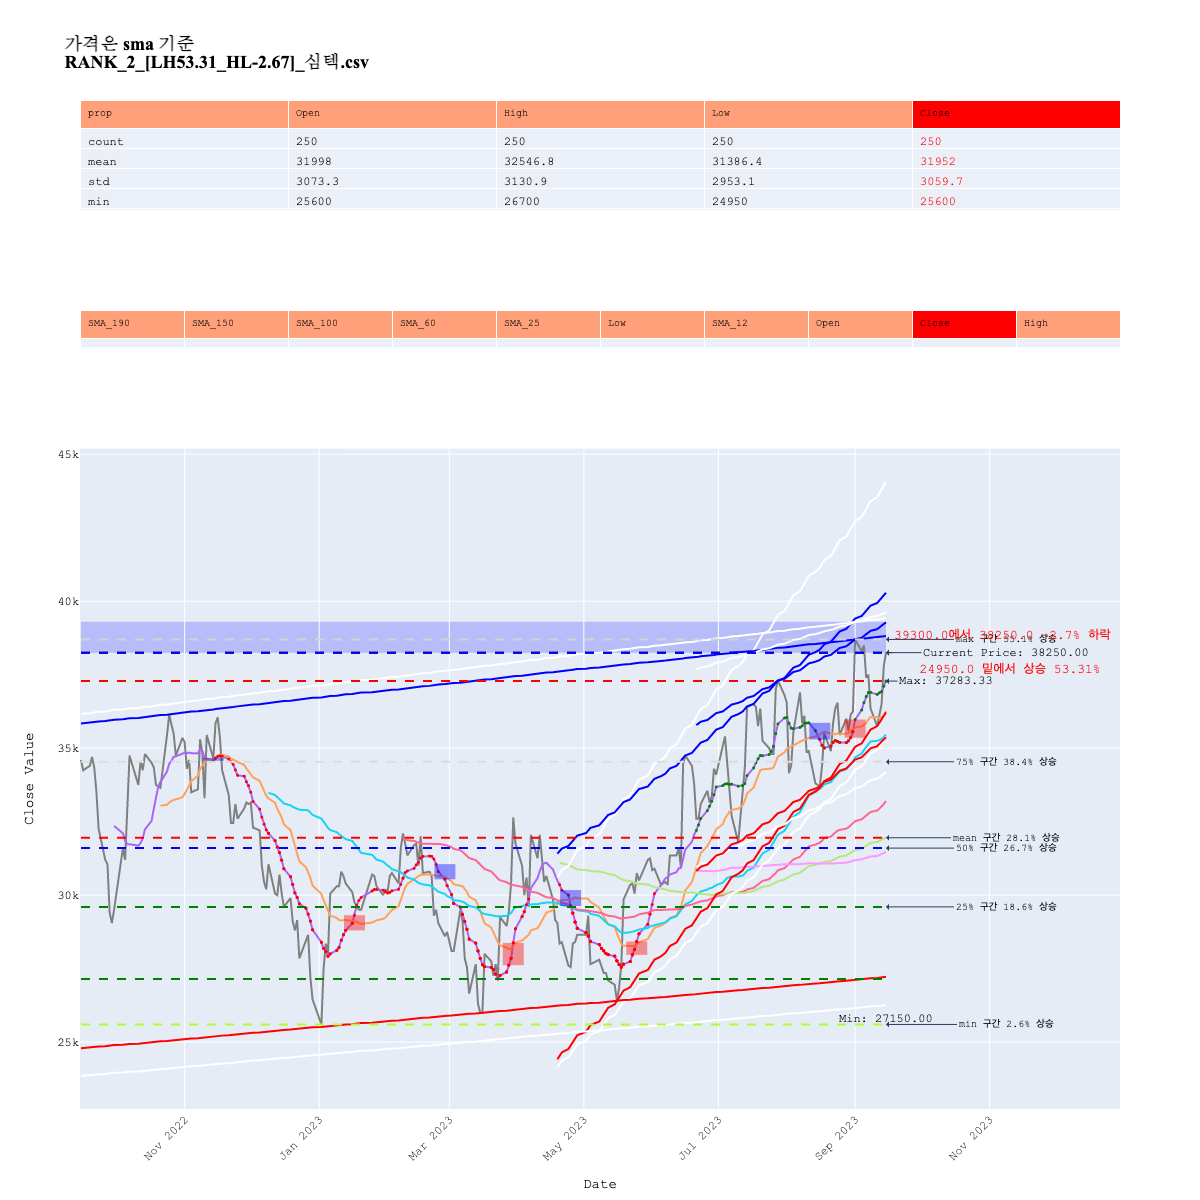 가격은 sma 기준
RANK_2_[LH53.31_HL-2.67]_심텍.csv
prop Open High Low Close
count 250 250 250 250
mean 31998 32546.8 31386.4 31952
std 3073.3 3130.9 2953.1 3059.7
min 25600 26700 24950 25600
SMA_190 SMA_150 SMA_100 SMA_60 SMA_25 Low SMA_12 Open Close High
45k
40k
39300.0에서 38250.0 -2.7% 하락
max 구간 55.1% 상승
Current Price: 38250.00
24950.0 밑에서 상승 53.31%
Max: 37283.33
35k
75% 구간 38.4% 상승
mean 구간 28.1% 상승
50% 구간 26.7% 상승
30k
25% 구간 18.6% 상승
Min: 27150.00
min 구간 2.6% 상승
25k
Close Value
Nov 2022 Jan 2023 Mar 2023 May 2023 Jul 2023 Sep 2023 Nov 2023
Date